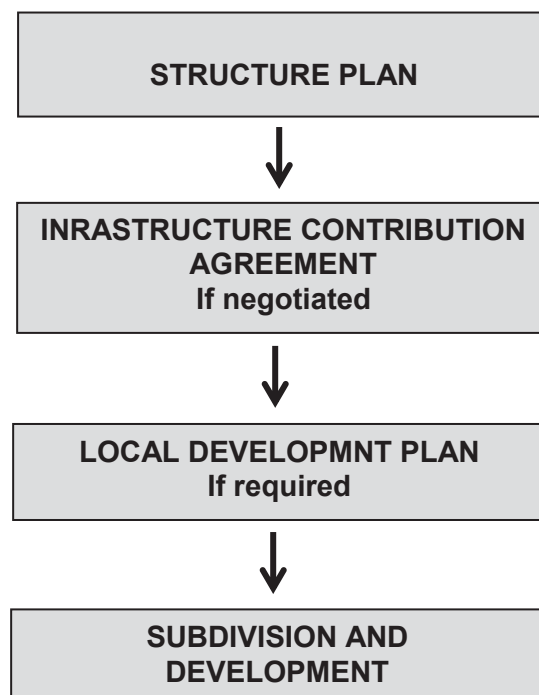 STRUCTURE PLAN
INRASTRUCTURE CONTRIBUTION
AGREEMENT
If negotiated
LOCAL DEVELOPMNT PLAN
If required
SUBDIVISION AND
DEVELOPMENT